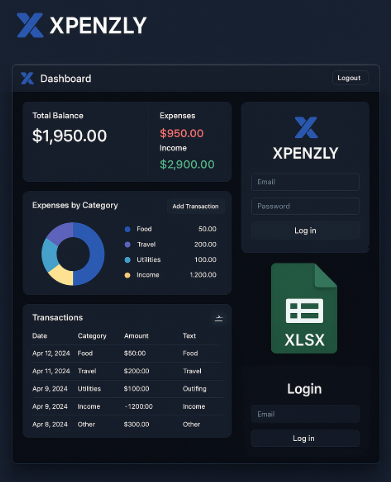 XPENZLY
Dashboard
Logout
Total Balance
$1,950.00
Expenses
$950.00
Income
$2,900.00
XPENZLY
Email
Password
Log in
Expenses by Category
Add Transaction
Food 50.00
Travel 200.00
Utilities 100.00
Income 1.200.00
XLSX
Transactions
Date Category Amount Text
Apr 12, 2024 Food $50:00 Food
Apr 11, 2024 Travel $200:00 Travel
Apr 9, 2024 Utilities $100.00 Outifing
Apr 9, 2024 Income -1200:00 Income
Apr 8, 2024 Other $300.00 Other
Login
Email
Log in